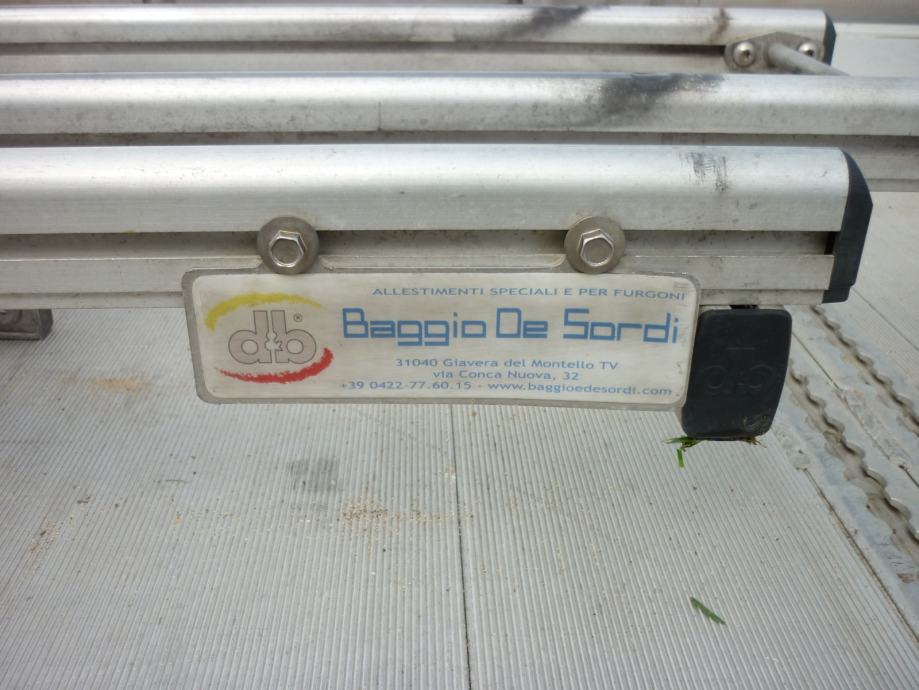 ALLESTIMENTI SPECIALI E PER FURGONI
d&b®
Baggio De Sordi
31040 Giavera del Montello TV
via Conca Nuova, 32
+39 0422-77.60.15 - www.baggioedesordi.com